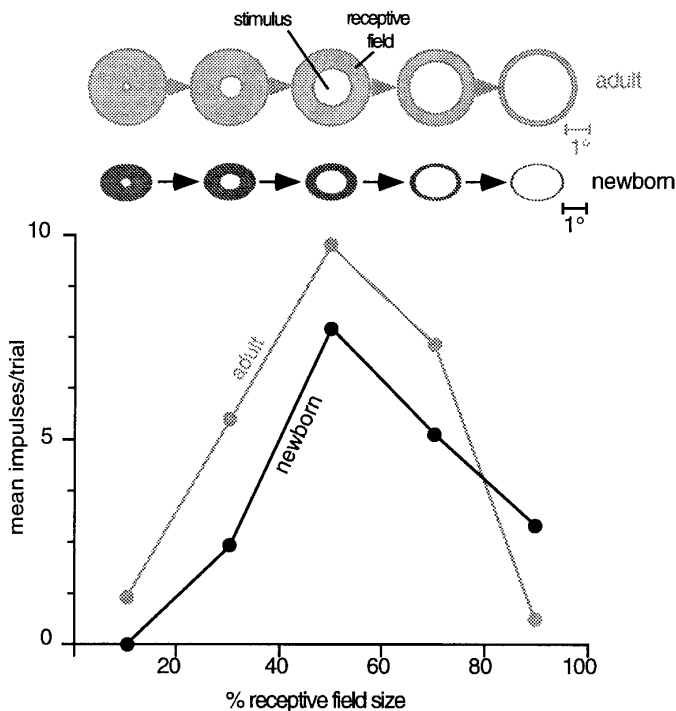 stimulus
receptive
field
adult
1°
newborn
1°
10
5
0
mean impulses/trial
adult
newborn
20
40
60
80
100
% receptive field size